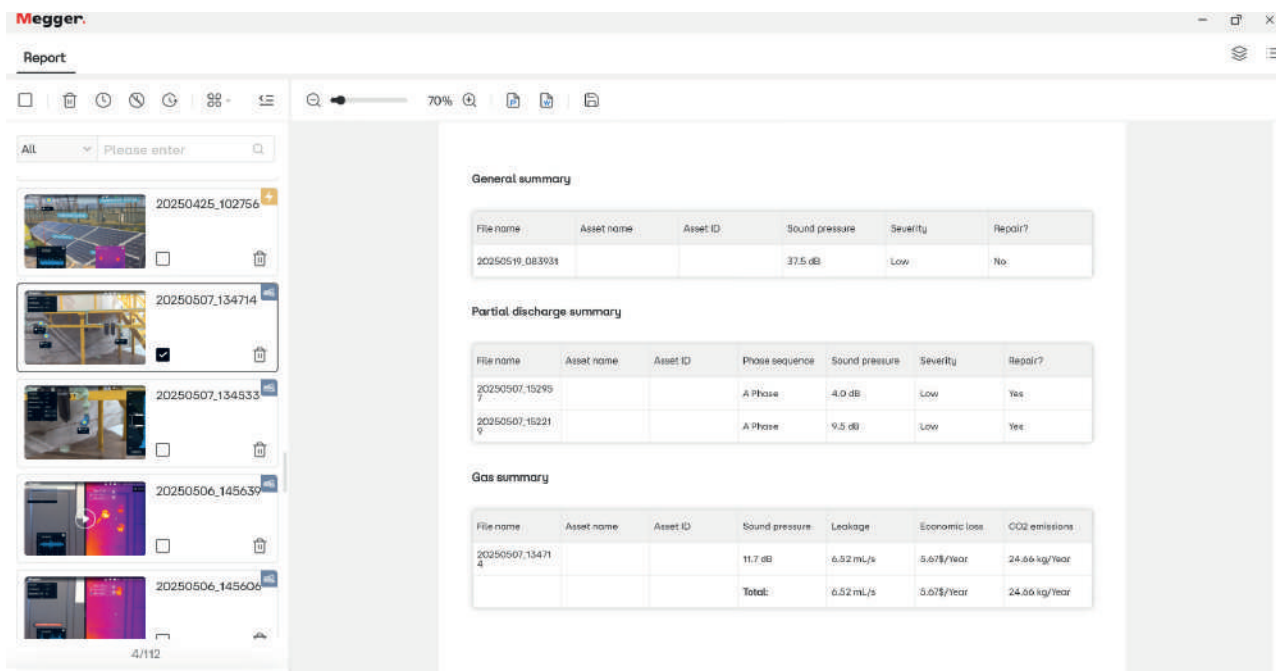 Megger.
Report
70%
All
Please enter
20250425_102756
20250507_134714
20250507_134533
20250506_145639
20250506_145606
4/112
General summary
File name Asset name Asset ID Sound pressure Severity Repair?
20250519_083931 37.5 dB Low No
Partial discharge summary
File name Asset name Asset ID Phase sequence Sound pressure Severity Repair?
20250507_15295
7 A Phase 4.0 dB Low Yes
20250507_15221
9 A Phase 9.5 dB Low Yes
Gas summary
File name Asset name Asset ID Sound pressure Leakage Economic loss CO2 emissions
20250507_13471
4 11.7 dB 6.52 mL/s 5.67$/Year 24.66 kg/Year
Total: 6.52 mL/s 5.67$/Year 24.66 kg/Year